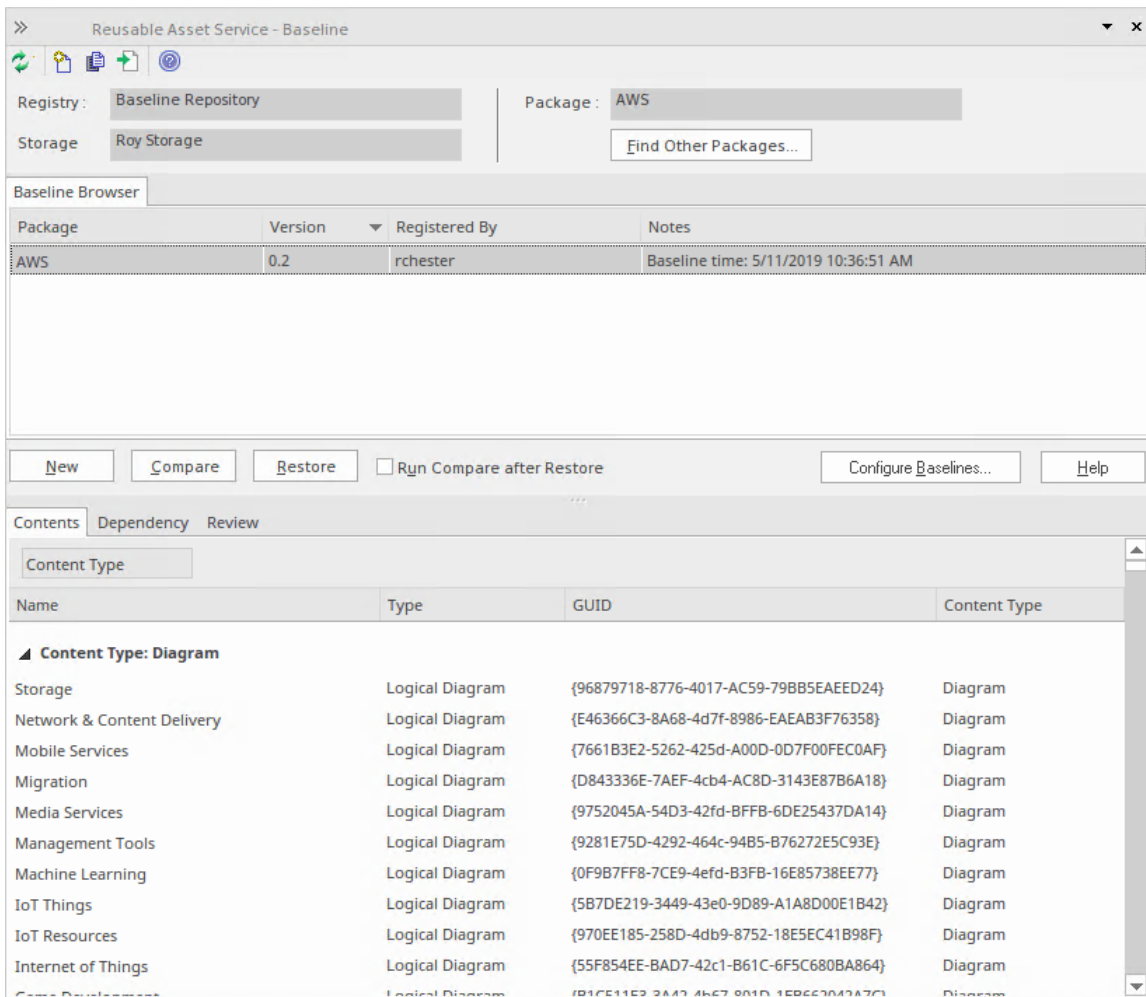 Reusable Asset Service - Baseline
Registry : Baseline Repository Package : AWS
Storage Roy Storage Find Other Packages...
Baseline Browser
Package Version Registered By Notes
AWS 0.2 rchester Baseline time: 5/11/2019 10:36:51 AM
New Compare Restore Run Compare after Restore Configure Baselines... Help
Contents Dependency Review
Content Type
Name Type GUID Content Type
Content Type: Diagram
Storage Logical Diagram {96879718-8776-4017-AC59-79BB5EAEED24} Diagram
Network & Content Delivery Logical Diagram {E46366C3-8A68-4d7f-8986-EAEAB3F76358} Diagram
Mobile Services Logical Diagram {7661B3E2-5262-425d-A00D-0D7F00FEC0AF} Diagram
Migration Logical Diagram {D843336E-7AEF-4cb4-AC8D-3143E87B6A18} Diagram
Media Services Logical Diagram {9752045A-54D3-42fd-BFFB-6DE25437DA14} Diagram
Management Tools Logical Diagram {9281E75D-4292-464c-94B5-B76272E5C93E} Diagram
Machine Learning Logical Diagram {0F9B7FF8-7CE9-4efd-B3FB-16E85738EE77} Diagram
IoT Things Logical Diagram {5B7DE219-3449-43e0-9D89-A1A8D00E1B42} Diagram
IoT Resources Logical Diagram {970EE185-258D-4db9-8752-18E5EC41B98F} Diagram
Internet of Things Logical Diagram {55F854EE-BAD7-42c1-B61C-6F5C680BA864} Diagram
Game Development Logical Diagram Diagram